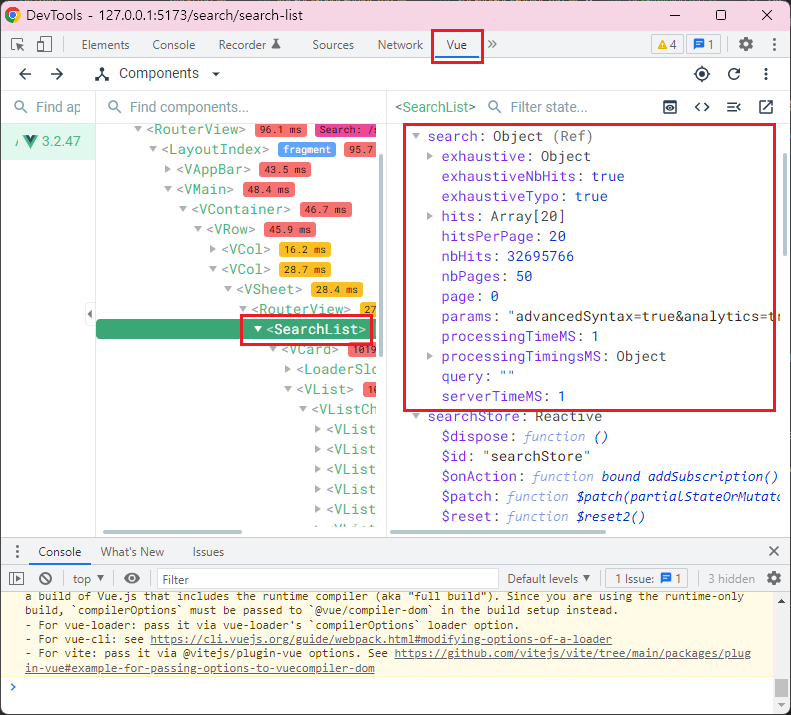 DevTools - 127.0.0.1:5173/search/search-list
Elements Console Recorder Sources Network Vue » 4 1
Components
Find ap
Find components...
<SearchList> Filter state...
3.2.47
<RouterView> 96.1 ms Search: /s
<LayoutIndex> fragment 95.7
<VAppBar> 43.5 ms
<VMain> 48.4 ms
<VContainer> 46.7 ms
<VRow> 45.9 ms
<VCol> 16.2 ms
<VCol> 28.7 ms
<VSheet> 28.4 ms
<RouterView> 27
<SearchList>
<VCard> 1019
<LoaderSlo
<VList> 10
<VListCh
<VList
<VList
<VList
<VList
<VList
<VList
search: Object (Ref)
exhaustive: Object
exhaustiveNbHits: true
exhaustiveTypo: true
hits: Array[20]
hitsPerPage: 20
nbHits: 32695766
nbPages: 50
page: 0
params: "advancedSyntax=true&analytics=tr
processingTimeMS: 1
processingTimingsMS: Object
query: ""
serverTimeMS: 1
searchStore: Reactive
$dispose: function ()
$id: "searchStore"
$onAction: function bound addSubscription()
$patch: function $patch(partialStateOrMutato
$reset: function $reset2()
Console What's New Issues
top Filter Default levels 1 Issue: 1 3 hidden
a build of Vue.js that includes the runtime compiler (aka "full build"). Since you are using the runtime-only
build, `compilerOptions` must be passed to `@vue/compiler-dom` in the build setup instead.
- For vue-loader: pass it via vue-loader's `compilerOptions` loader option.
- For vue-cli: see https://cli.vuejs.org/guide/webpack.html#modifying-options-of-a-loader
- For vite: pass it via @vitejs/plugin-vue options. See https://github.com/vitejs/vite/tree/main/packages/plug
in-vue#example-for-passing-options-to-vuecompiler-dom
>